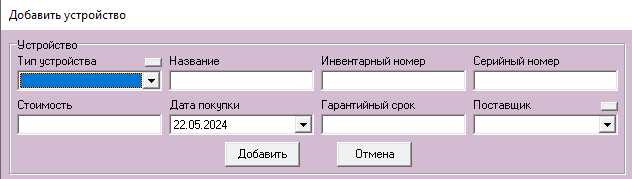 Добавить устройство
Устройство
Тип устройства Название Инвентарный номер Серийный номер
Стоимость Дата покупки Гарантийный срок Поставщик
22.05.2024
Добавить Отмена